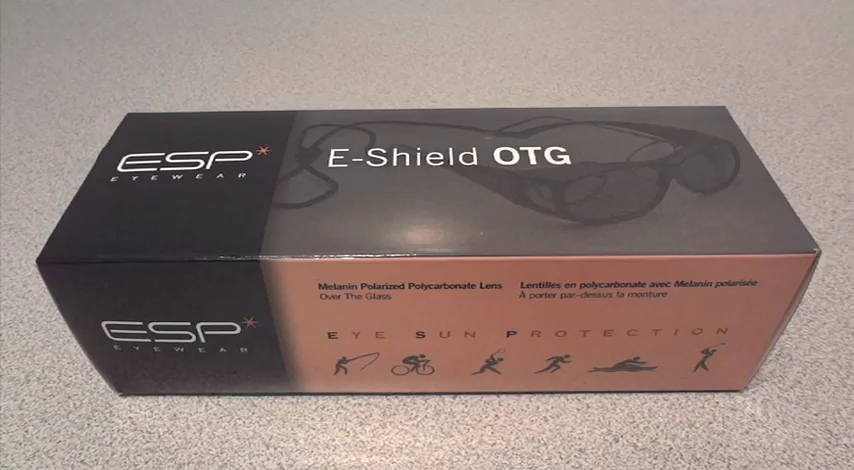 ESP*
EYEWEAR
E-Shield OTG
Melanin Polarized Polycarbonate Lens
Over The Glass
Lentilles en polycarbonate avec Melanin polarisée
À porter par-dessus la monture
ESP*
EYEWEAR
EYE SUN PROTECTION